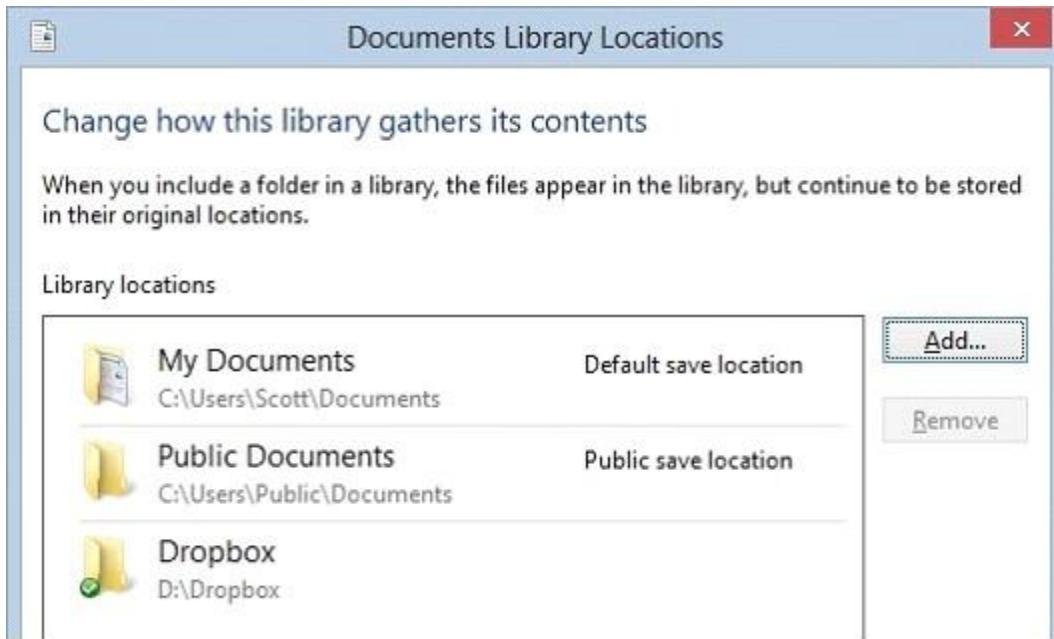 Documents Library Locations
Change how this library gathers its contents
When you include a folder in a library, the files appear in the library, but continue to be stored
in their original locations.
Library locations
My Documents
Default save location
C:\Users\Scott\Documents
Public Documents
Public save location
C:\Users\Public\Documents
Dropbox
D:\Dropbox
Add...
Remove